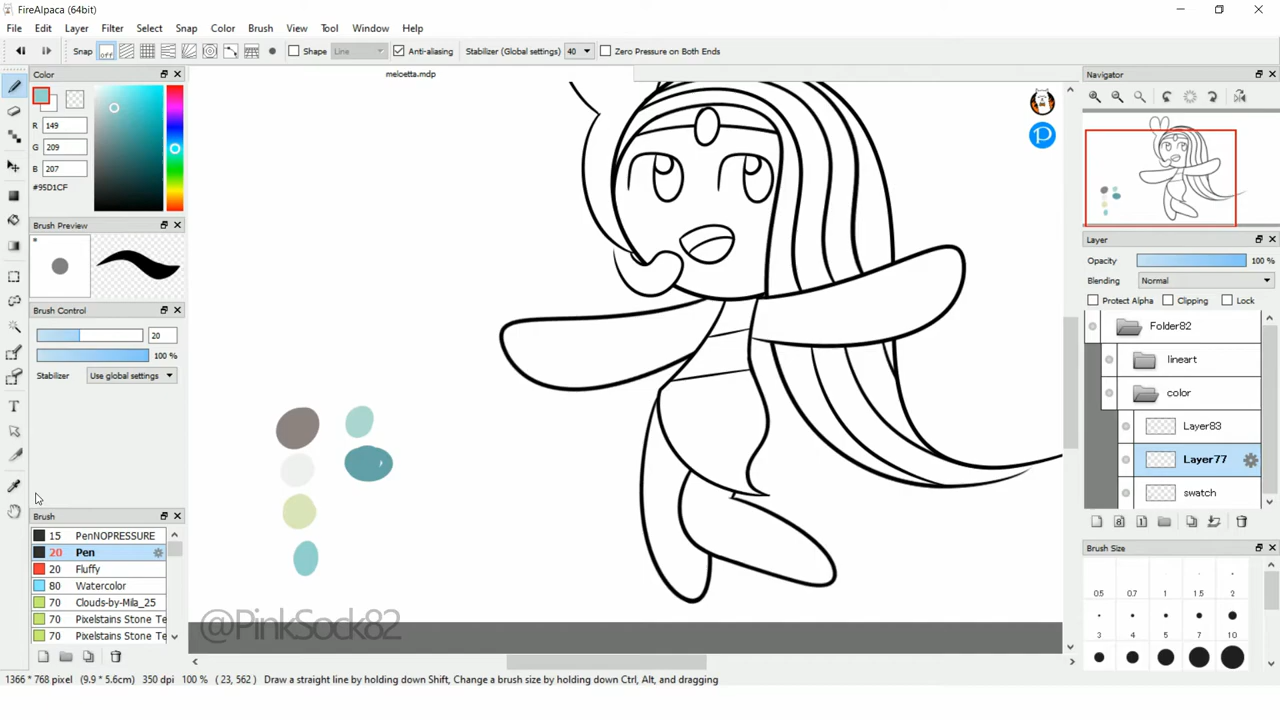 FireAlpaca (64bit)
File Edit Layer Filter Select Snap Color Brush View Tool Window Help
Snap off Shape Line Anti-aliasing Stabilizer (Global settings) 40 Zero Pressure on Both Ends
meloetta.mdp
Color
R 149
G 209
B 207
#95D1CF
Brush Preview
Brush Control
20
100 %
Stabilizer Use global settings
Brush
15 PenNOPRESSURE
20 Pen
20 Fluffy
80 Watercolor
70 Clouds-by-Mila_25
70 Pixelstains Stone Te
70 Pixelstains Stone Te
@PinkSock82
Navigator
Layer
Opacity 100 %
Blending Normal
Protect Alpha Clipping Lock
Folder82
lineart
color
Layer83
Layer77
swatch
Brush Size
0.5 0.7 1 1.5 2
3 4 5 7 10
1366 * 768 pixel (9.9 * 5.6cm) 350 dpi 100 % ( 23, 562 ) Draw a straight line by holding down Shift, Change a brush size by holding down Ctrl, Alt, and dragging